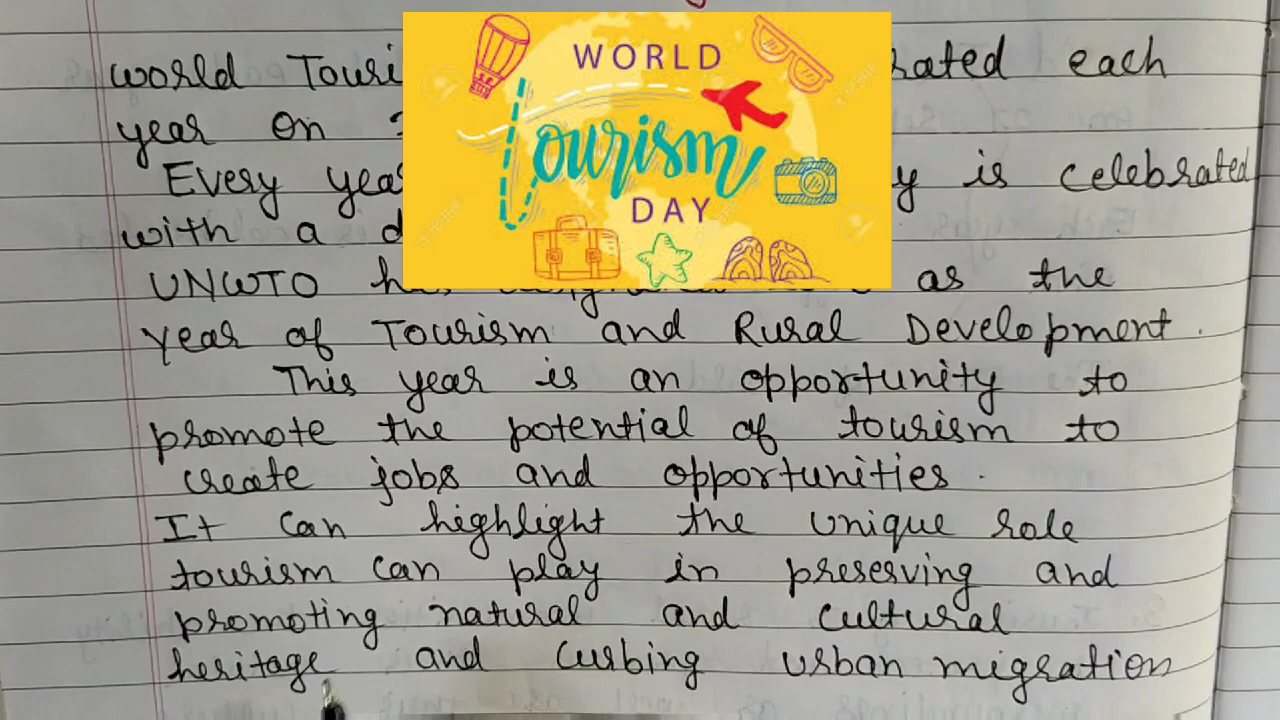 world Touri
rated each
year on
Every yea
y is celebrated
with a d
UNWTO has as the
year of Tourism and Rural Development.
This year is an opportunity to
promote the potential of tourism to
create jobs and opportunities.
It can highlight the unique role
tourism can play in preserving and
promoting natural and cultural
heritage and curbing urban migration
WORLD
Tourism
DAY